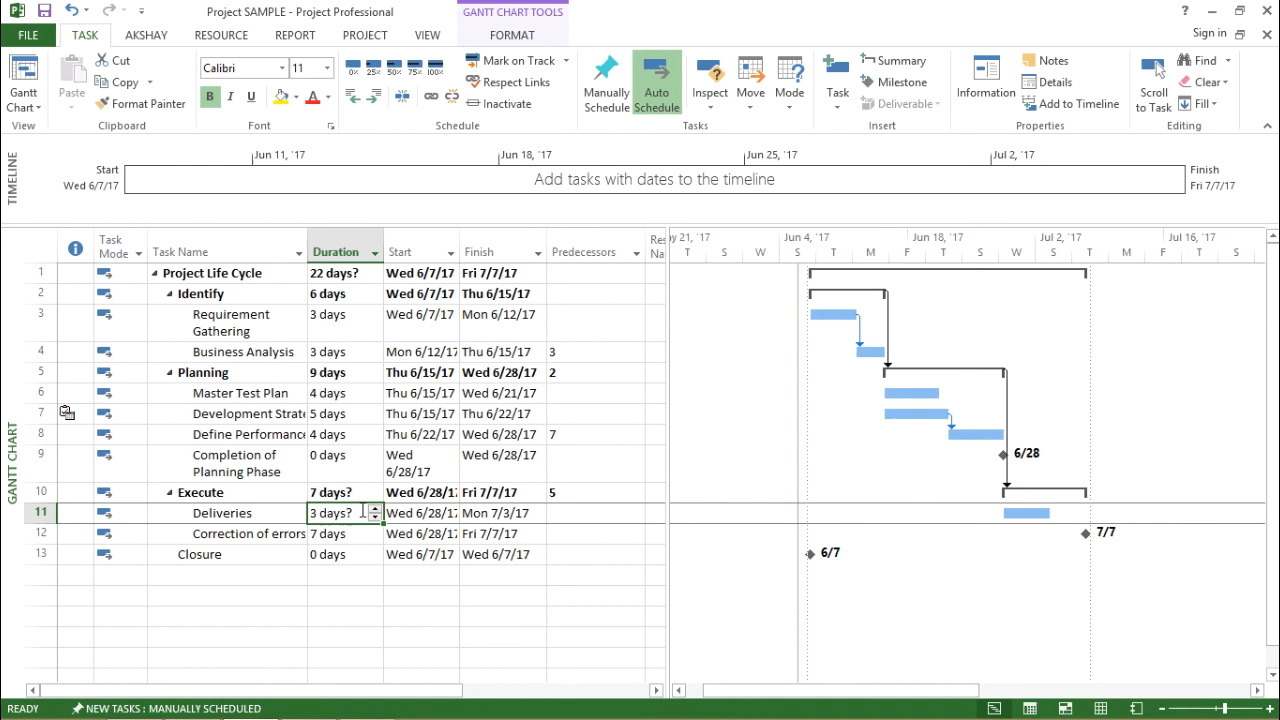 Project SAMPLE - Project Professional
GANTT CHART TOOLS
?
FILE
TASK
AKSHAY
RESOURCE
REPORT
PROJECT
VIEW
FORMAT
Sign in
Gantt
Chart
View
Paste
Cut
Copy
Format Painter
Clipboard
Calibri
11
B I U
A
Font
0% 25% 50% 75% 100%
Mark on Track
Respect Links
Inactivate
Schedule
Manually
Schedule
Auto
Schedule
Inspect
Move
Mode
Tasks
Task
Summary
Milestone
Deliverable
Insert
Information
Notes
Details
Add to Timeline
Properties
Scroll
to Task
Find
Clear
Fill
Editing
TIMELINE
Jun 11, '17
Jun 18, '17
Jun 25, '17
Jul 2, '17
Start
Wed 6/7/17
Add tasks with dates to the timeline
Finish
Fri 7/7/17
GANTT CHART
Task
Mode
Task Name
Duration
Start
Finish
Predecessors
Res
Na
1 Project Life Cycle 22 days? Wed 6/7/17 Fri 7/7/17
2 Identify 6 days Wed 6/7/17 Thu 6/15/17
3 Requirement 3 days Wed 6/7/17 Mon 6/12/17
Gathering
4 Business Analysis 3 days Mon 6/12/17 Thu 6/15/17 3
5 Planning 9 days Thu 6/15/17 Wed 6/28/17 2
6 Master Test Plan 4 days Thu 6/15/17 Wed 6/21/17
7 Development Strate 5 days Thu 6/15/17 Thu 6/22/17
8 Define Performance 4 days Thu 6/22/17 Wed 6/28/17 7
9 Completion of 0 days Wed Wed 6/28/17
Planning Phase 6/28/17
10 Execute 7 days? Wed 6/28/17 Fri 7/7/17 5
11 Deliveries 3 days? Wed 6/28/17 Mon 7/3/17
12 Correction of errors 7 days Wed 6/28/17 Fri 7/7/17
13 Closure 0 days Wed 6/7/17 Wed 6/7/17
ay 21, '17
Jun 4, '17
Jun 18, '17
Jul 2, '17
Jul 16, '17
T W S T M F T S W S T M F T S
6/28
7/7
6/7
READY
NEW TASKS : MANUALLY SCHEDULED